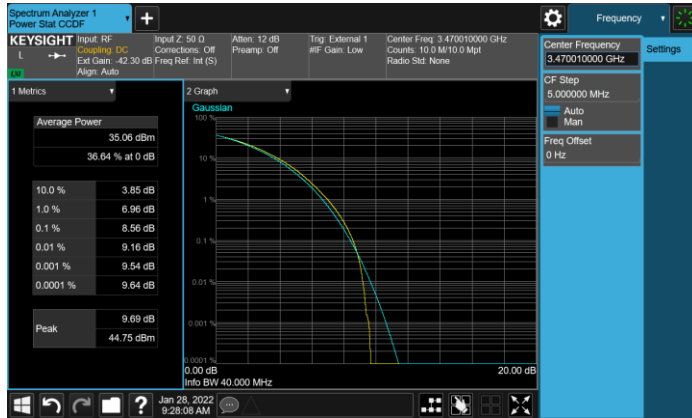 Spectrum Analyzer 1
Power Stat CCDF
+
Frequency
KEYSIGHT
L
LXI
Input: RF
Coupling: DC
Ext Gain: -42.30 dB
Align: Auto
Input Z: 50 Ω
Corrections: Off
Freq Ref: Int (S)
Atten: 12 dB
Preamp: Off
Trig: External 1
#IF Gain: Low
Center Freq: 3.470010000 GHz
Counts: 10.0 M/10.0 Mpt
Radio Std: None
Center Frequency
3.470010000 GHz
Settings
CF Step
5.000000 MHz
Auto
Man
Freq Offset
0 Hz
1 Metrics
Average Power
35.06 dBm
36.64 % at 0 dB
10.0 % 3.85 dB
1.0 % 6.96 dB
0.1 % 8.56 dB
0.01 % 9.16 dB
0.001 % 9.54 dB
0.0001 % 9.64 dB
Peak 9.69 dB
44.75 dBm
2 Graph
Gaussian
100 %
10 %
1 %
0.1 %
0.01 %
0.001 %
0.0001 %
0.00 dB 20.00 dB
Info BW 40.000 MHz
?
Jan 28, 2022
9:28:08 AM